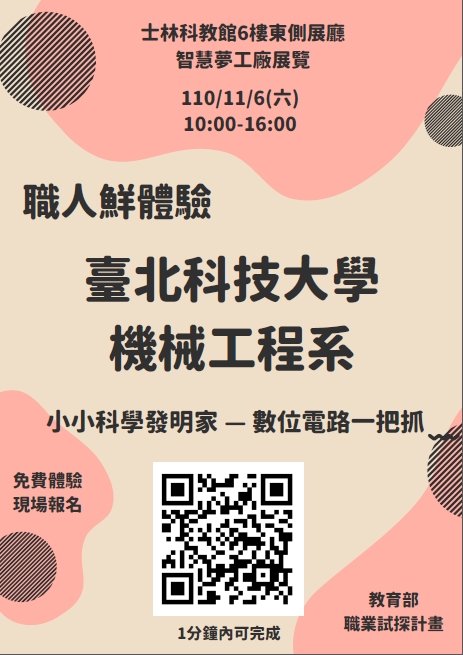 士林科教館6樓東側展廳
智慧夢工廠展覽
110/11/6(六)
10:00-16:00
職人鮮體驗
臺北科技大學
機械工程系
小小科學發明家 — 數位電路一把抓
免費體驗
現場報名
1分鐘內可完成
教育部
職業試探計畫